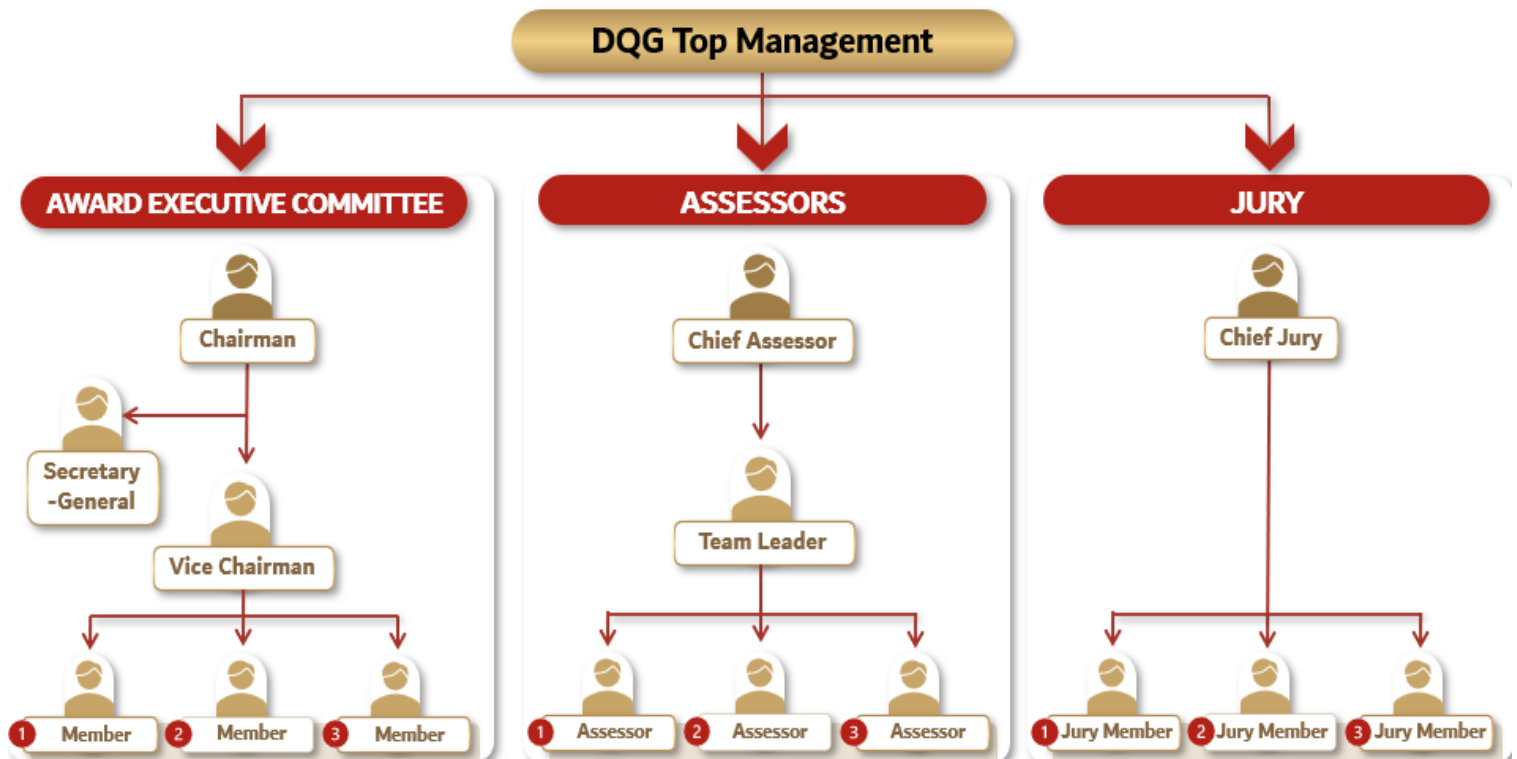 DQG Top Management
AWARD EXECUTIVE COMMITTEE
Chairman
Secretary
-General
Vice Chairman
1 Member
2 Member
3 Member
ASSESSORS
Chief Assessor
Team Leader
1 Assessor
2 Assessor
3 Assessor
JURY
Chief Jury
1 Jury Member
2 Jury Member
3 Jury Member